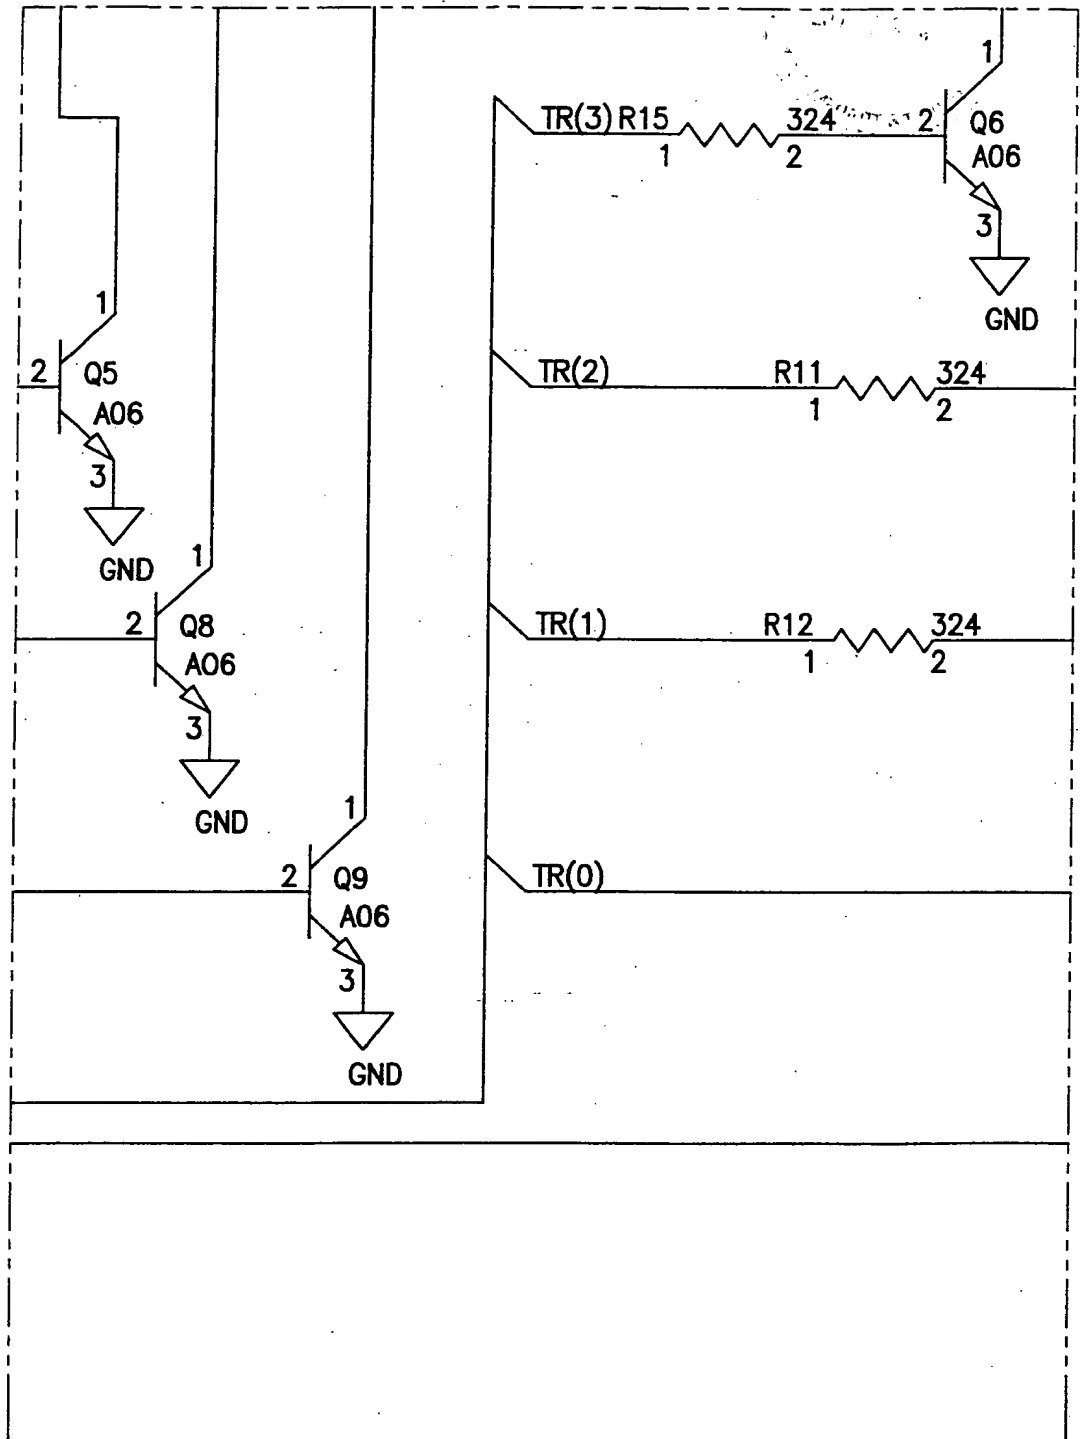 1
TR(3) R15 324 2 Q6
1 2 A06
3
GND
1
2 Q5
A06
3
GND
TR(2) R11 324
1 2
1
2 Q8
A06
3
GND
TR(1) R12 324
1 2
1
2 Q9
A06
3
GND
TR(0)